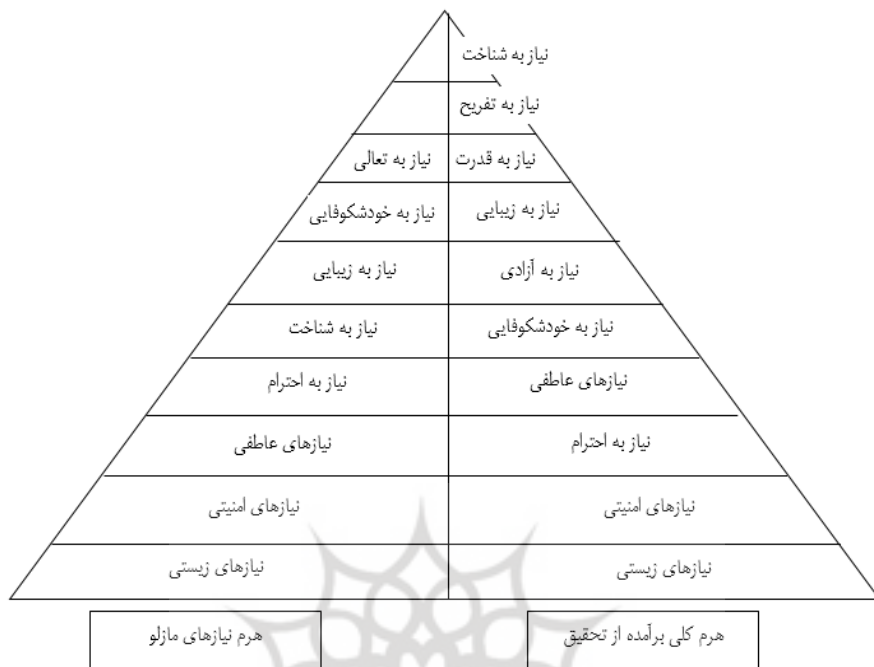 نیاز به شناخت
نیاز به تفریح
نیاز به قدرت
نیاز به تعالی
نیاز به زیبایی
نیاز به خودشکوفایی
نیاز به آزادی
نیاز به زیبایی
نیاز به خودشکوفایی
نیاز به شناخت
نیازهای عاطفی
نیاز به احترام
نیاز به احترام
نیازهای عاطفی
نیازهای امنیتی
نیازهای امنیتی
نیازهای زیستی
نیازهای زیستی
هرم کلی برآمده از تحقیق
هرم نیازهای مازلو